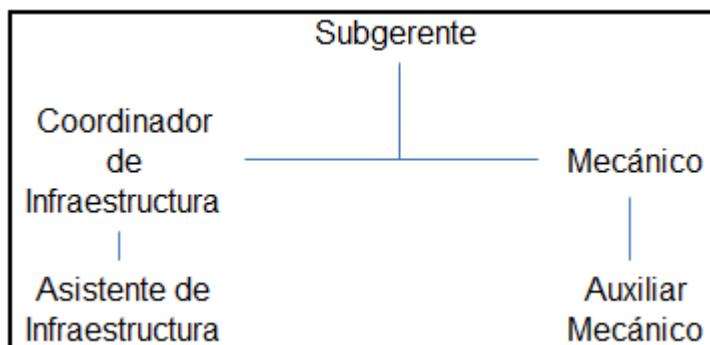 Subgerente
Coordinador
de
Infraestructura
Mecánico
Asistente de
Infraestructura
Auxiliar
Mecánico